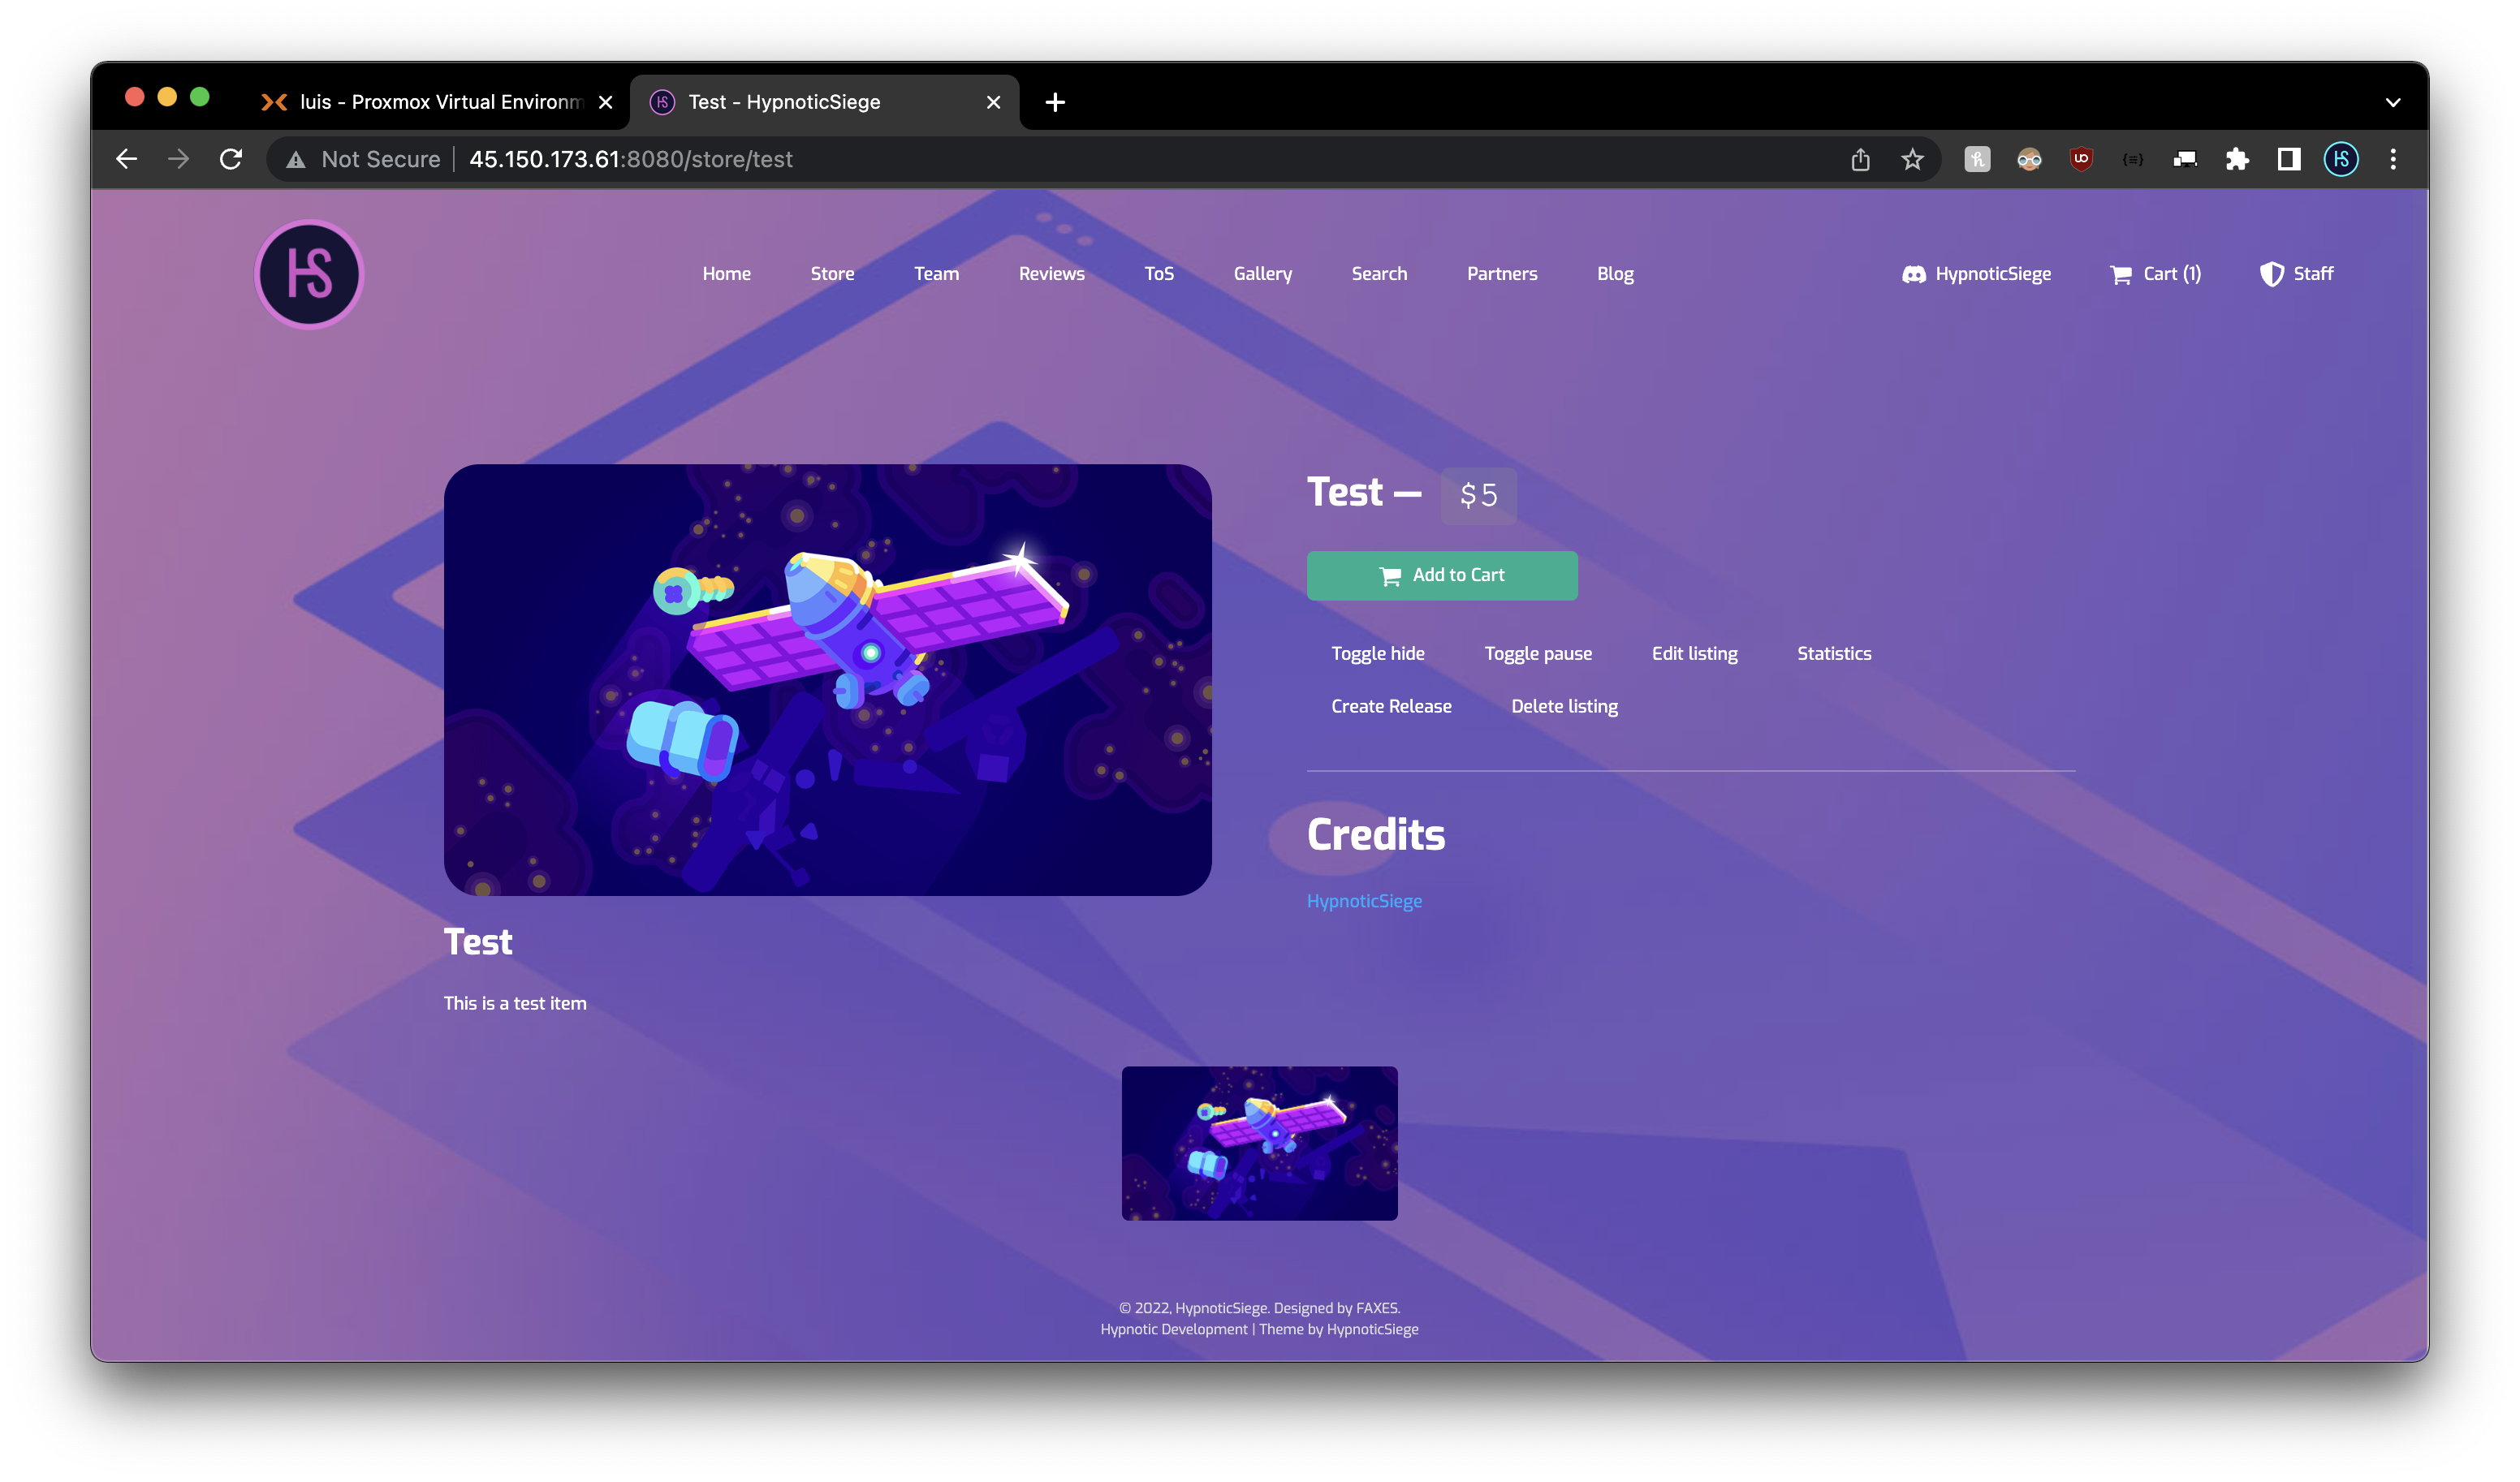 luis - Proxmox Virtual Environm
Test - HypnoticSiege
Not Secure | 45.150.173.61:8080/store/test
HS
Home Store Team Reviews ToS Gallery Search Partners Blog HypnoticSiege Cart (1) Staff
Test — $5
Add to Cart
Toggle hide Toggle pause Edit listing Statistics
Create Release Delete listing
Credits
HypnoticSiege
Test
This is a test item
© 2022, HypnoticSiege. Designed by FAXES.
Hypnotic Development | Theme by HypnoticSiege